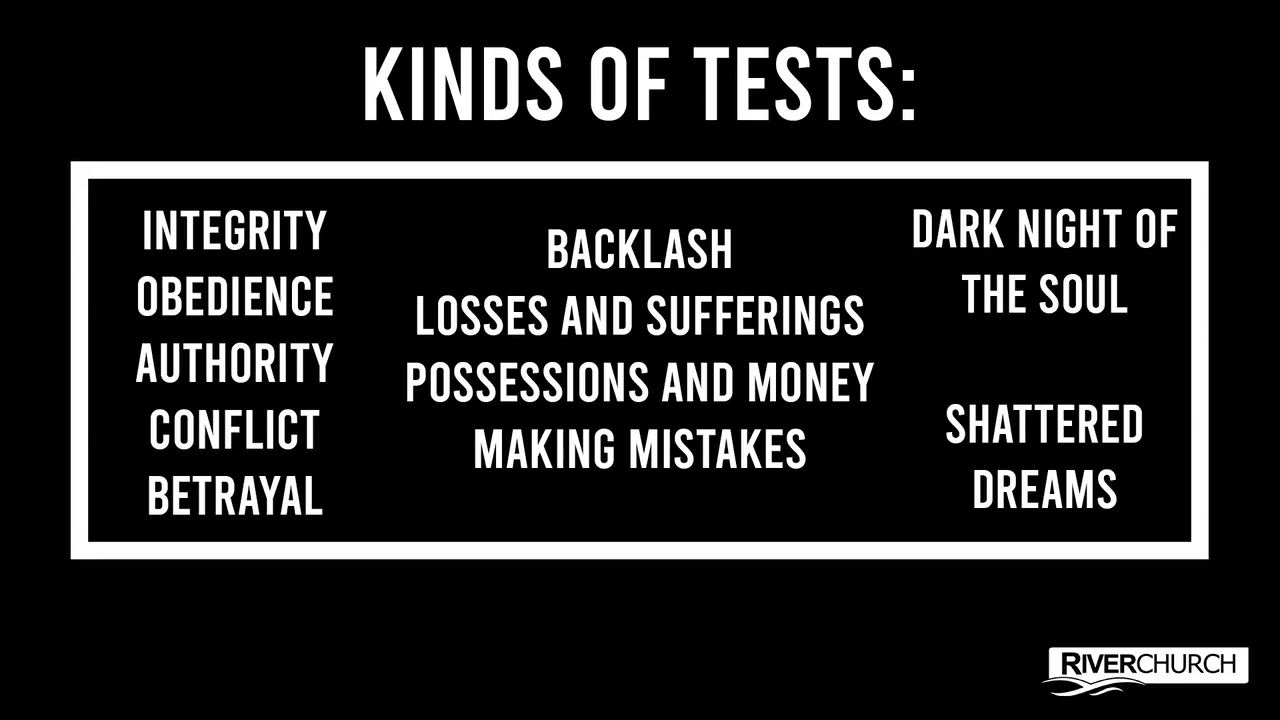 KINDS OF TESTS:
INTEGRITY
OBEDIENCE
AUTHORITY
CONFLICT
BETRAYAL
BACKLASH
LOSSES AND SUFFERINGS
POSSESSIONS AND MONEY
MAKING MISTAKES
DARK NIGHT OF
THE SOUL
SHATTERED
DREAMS
RIVERCHURCH